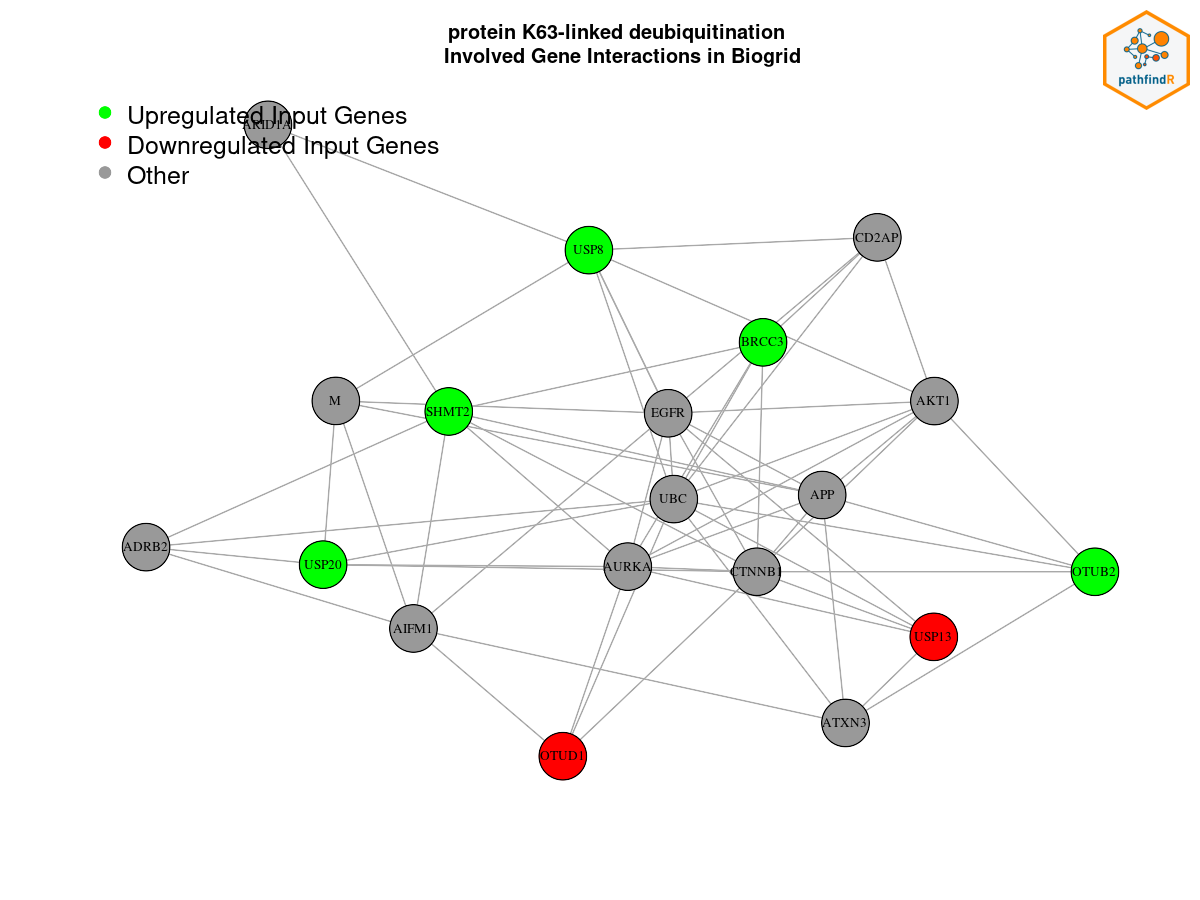 protein K63-linked deubiquitination
Involved Gene Interactions in Biogrid
pathfindR
Upregulated Input Genes
ARID1A
Downregulated Input Genes
Other
CD2AP
USP8
BRCC3
M
AKT1
SHMT2
EGFR
APP
UBC
ADRB2
USP20
AURKA
CTNNB1
OTUB2
AIFM1
USP13
ATXN3
OTUD1